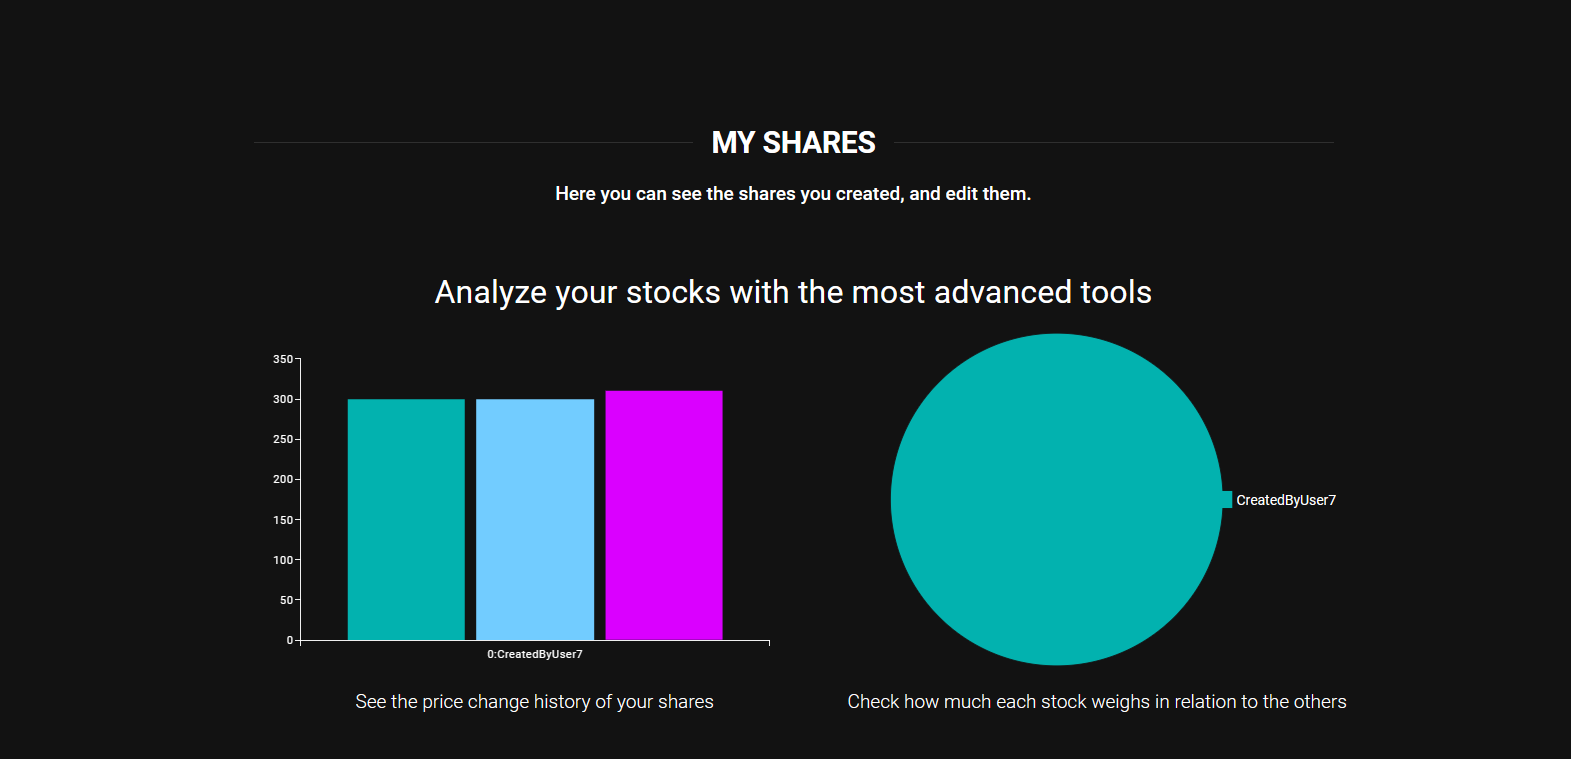 MY SHARES
Here you can see the shares you created, and edit them.
Analyze your stocks with the most advanced tools
350
300
250
200
150
100
50
0
0:CreatedByUser7
CreatedByUser7
See the price change history of your shares
Check how much each stock weighs in relation to the others